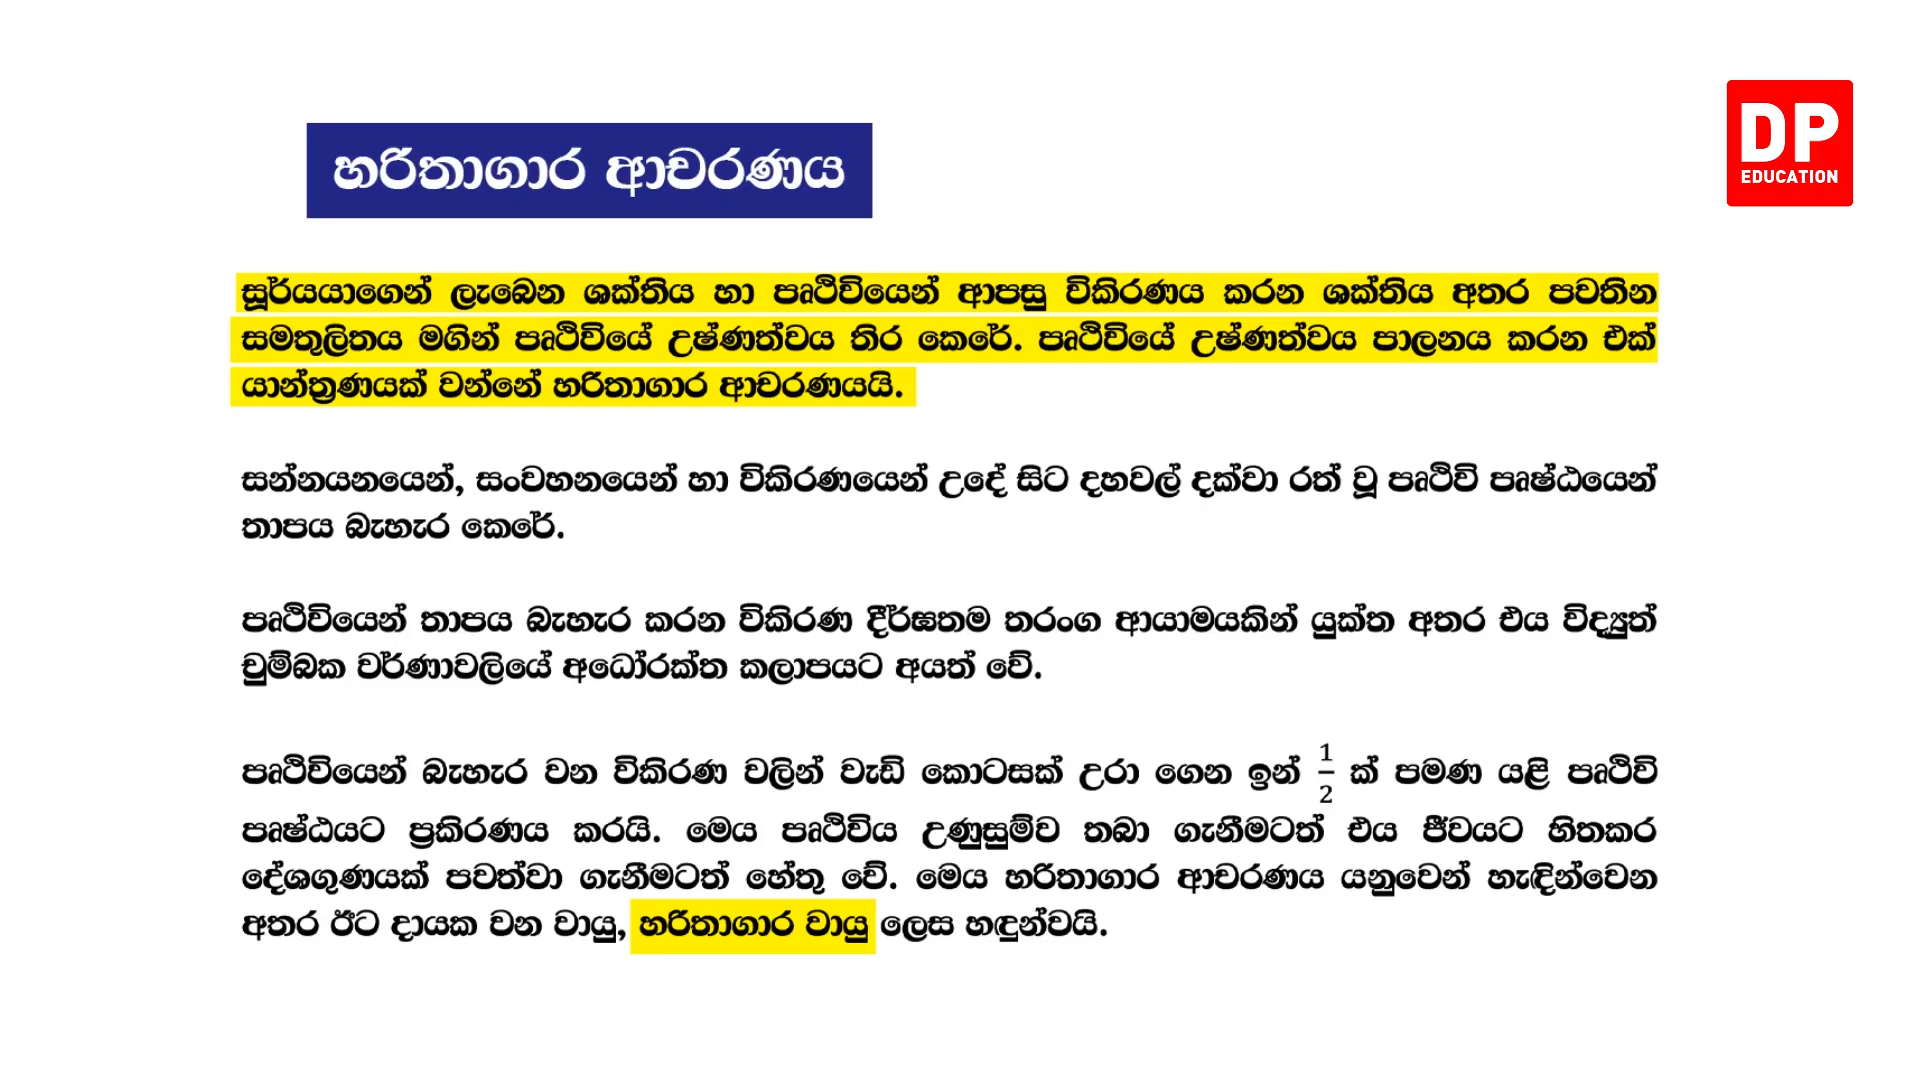 හරිතාගාර ආචරණය
DP
EDUCATION
සූර්යයාගෙන් ලැබෙන ශක්තිය හා පෘථිවියෙන් ආපසු විකිරණය කරන ශක්තිය අතර පවතින
සමතුලිතය මගින් පෘථිවියේ උෂ්ණත්වය තිර කෙරේ. පෘථිවියේ උෂ්ණත්වය පාලනය කරන එක්
යාන්ත්‍රණයක් වන්නේ හරිතාගාර ආචරණයයි.
සන්නයනයෙන්, සංවහනයෙන් හා විකිරණයෙන් උදේ සිට දහවල් දක්වා රත් වූ පෘථිවි පෘෂ්ඨයෙන්
තාපය බැහැර කෙරේ.
පෘථිවියෙන් තාපය බැහැර කරන විකිරණ දීර්ඝතම තරංග ආයාමයකින් යුක්ත අතර එය විද්‍යුත්
චුම්බක වර්ණාවලියේ අධෝරක්ත කලාපයට අයත් වේ.
පෘථිවියෙන් බැහැර වන විකිරණ වලින් වැඩි කොටසක් උරා ගෙන ඉන් 1/2 ක් පමණ යළි පෘථිවි
පෘෂ්ඨයට ප්‍රකිරණය කරයි. මෙය පෘථිවිය උණුසුම්ව තබා ගැනීමටත් එය ජීවයට හිතකර
දේශගුණයක් පවත්වා ගැනීමටත් හේතු වේ. මෙය හරිතාගාර ආචරණය යනුවෙන් හැඳින්වෙන
අතර ඊට දායක වන වායු, හරිතාගාර වායු ලෙස හඳුන්වයි.